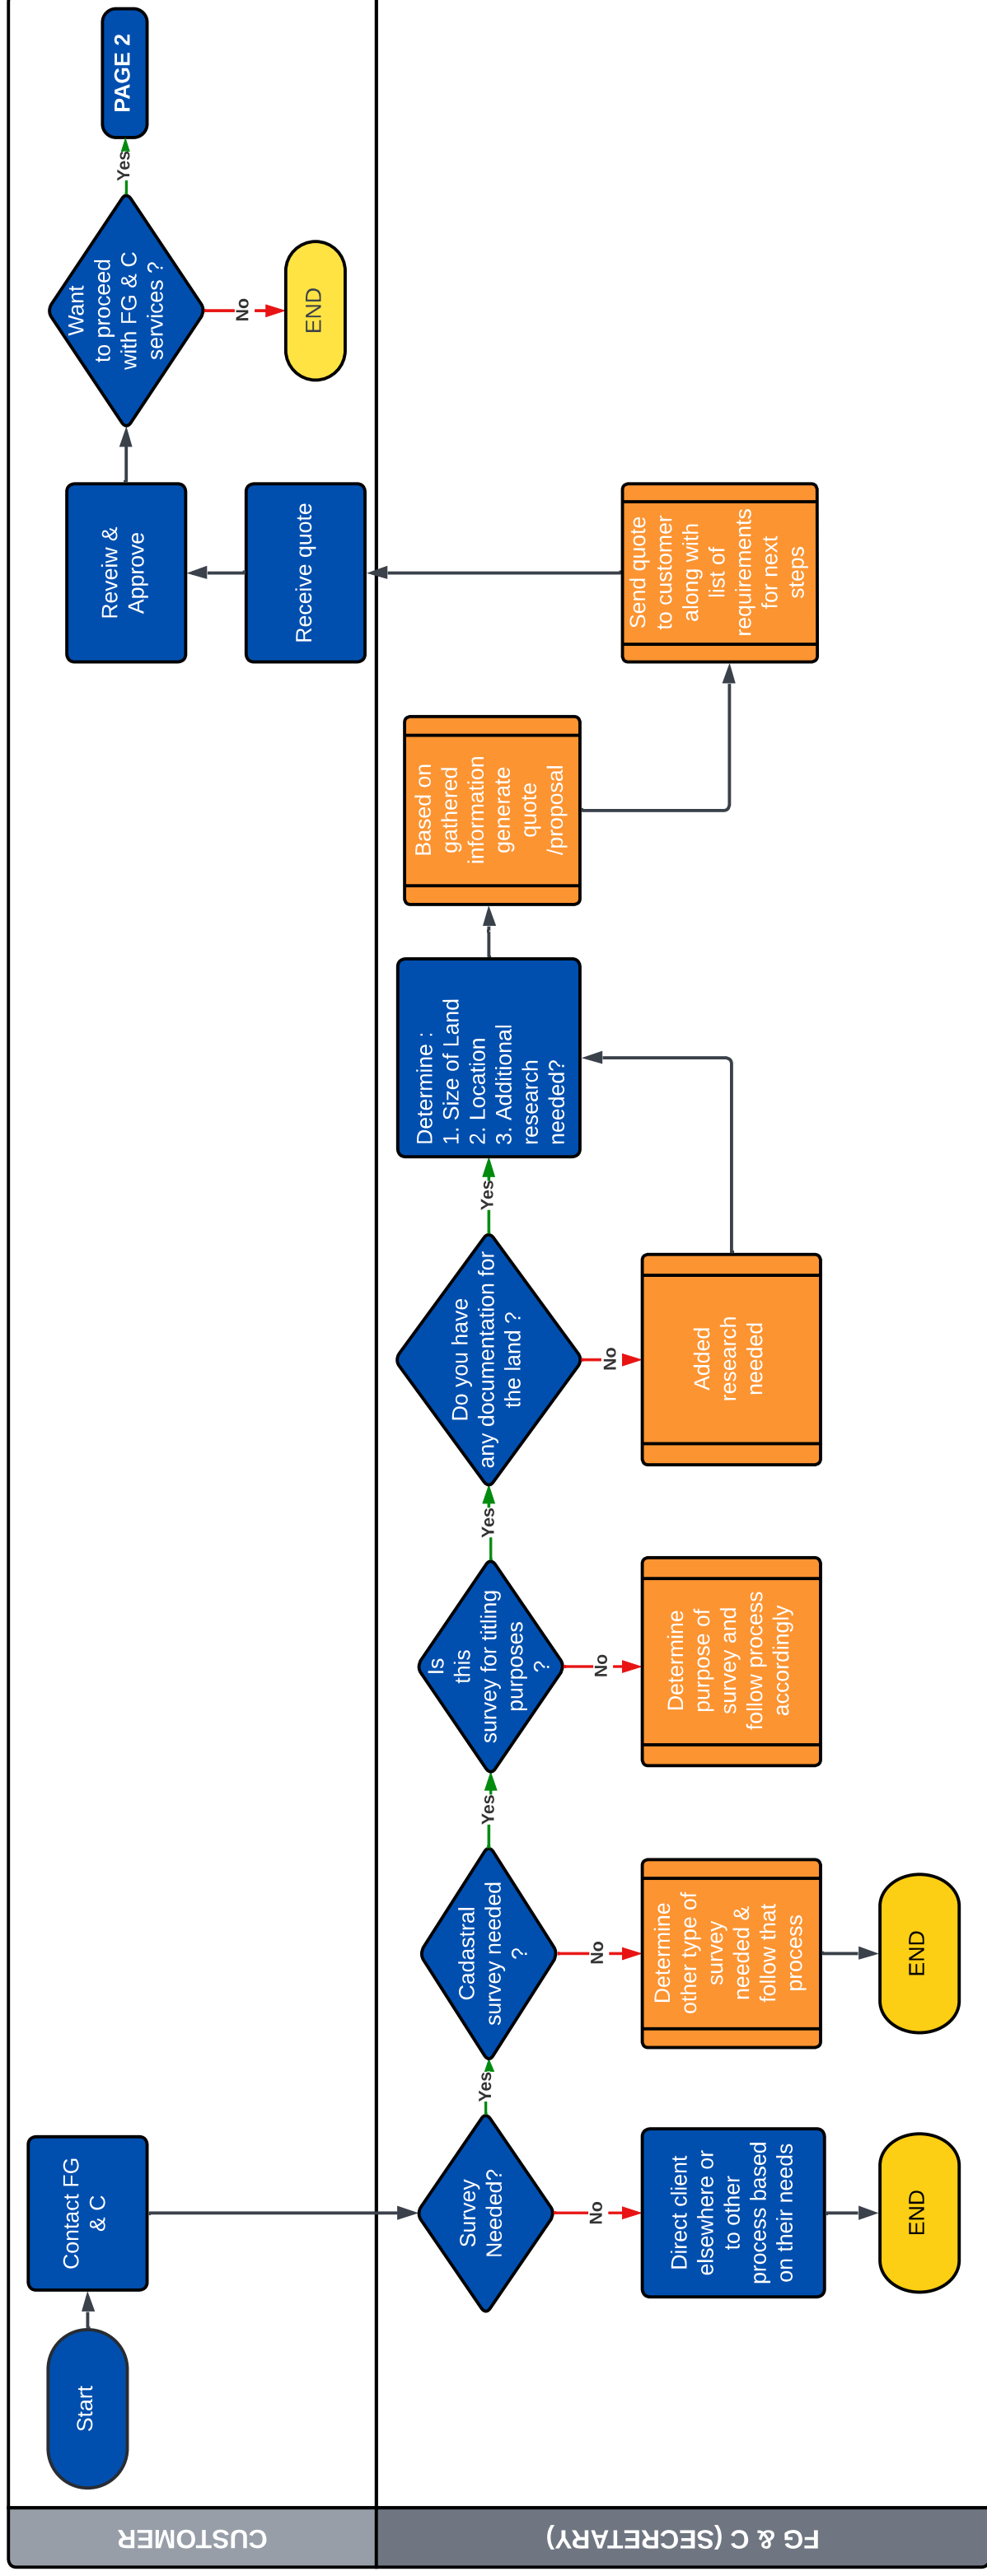 CUSTOMER
Start
Contact FG
& C
Receive quote
Reveiw &
Approve
Want
to proceed
with FG & C
services ?
No
END
Yes
PAGE 2
FG & C (SECRETARY)
Survey
Needed?
No
Direct client
elsewhere or
to other
process based
on their needs
END
Yes
Cadastral
survey needed
?
No
Determine
other type of
survey
needed &
follow that
process
END
Yes
Is
this
survey for titling
purposes
?
No
Determine
purpose of
survey and
follow process
accordingly
Yes
Do you have
any documentation for
the land ?
No
Added
research
needed
Yes
Determine :
1. Size of Land
2. Location
3. Additional
research
needed?
Based on
gathered
information
generate
quote
/proposal
Send quote
to customer
along with
list of
requirements
for next
steps